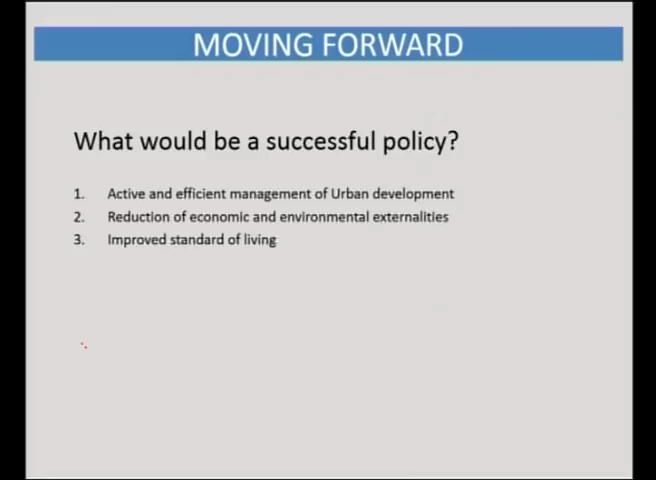 MOVING FORWARD
What would be a successful policy?
1. Active and efficient management of Urban development
2. Reduction of economic and environmental externalities
3. Improved standard of living